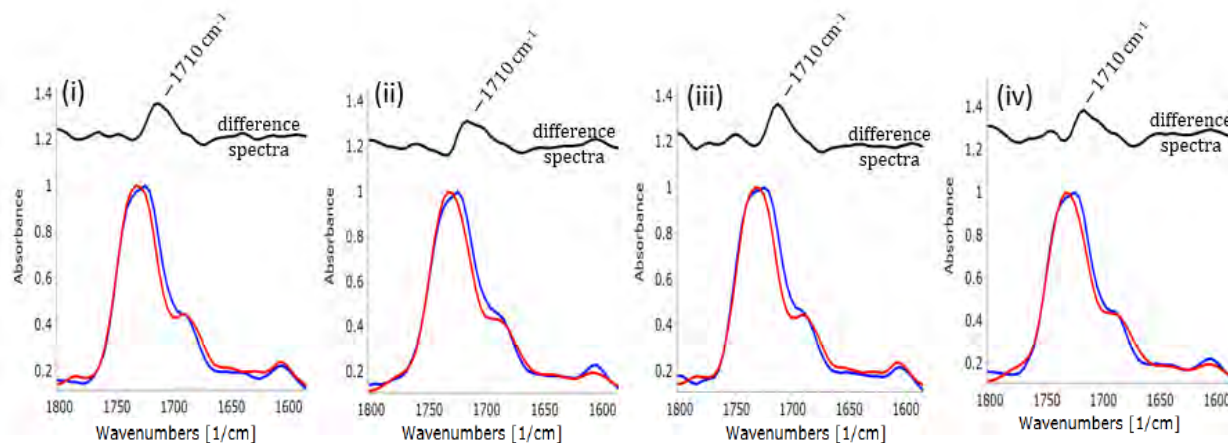 (i)
~1710 cm-1
1.4
difference
1.2
spectra
1
0.8
0.6
0.4
0.2
Absorbance
1800 1750 1700 1650 1600
Wavenumbers [1/cm]
(ii)
~1710 cm-1
1.4
difference
1.2
spectra
1
0.8
0.6
0.4
0.2
Absorbance
1800 1750 1700 1650 1600
Wavenumbers [1/cm]
(iii)
~1710 cm-1
1.4
difference
1.2
spectra
1
0.8
0.6
0.4
0.2
Absorbance
1800 1750 1700 1650 1600
Wavenumbers [1/cm]
(iv)
~1710 cm-1
1.4
difference
1.2
spectra
1
0.8
0.6
0.4
0.2
Absorbance
1800 1750 1700 1650 1600
Wavenumbers [1/cm]